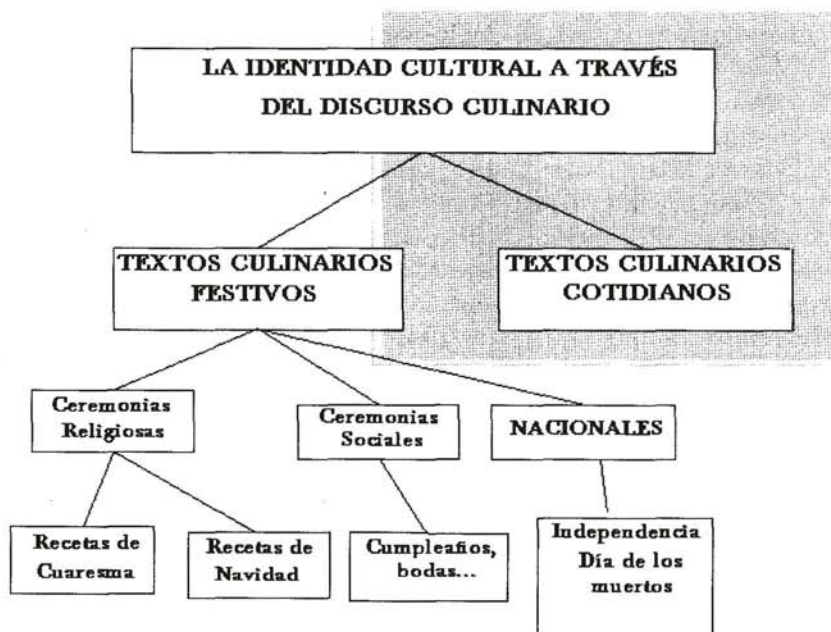 LA IDENTIDAD CULTURAL A TRAVÉS
DEL DISCURSO CULINARIO
TEXTOS CULINARIOS
FESTIVOS
TEXTOS CULINARIOS
COTIDIANOS
Ceremonias
Religiosas
Ceremonias
Sociales
NACIONALES
Recetas de
Cuaresma
Recetas de
Navidad
Cumpleaños,
bodas...
Independencia
Día de los
muertos